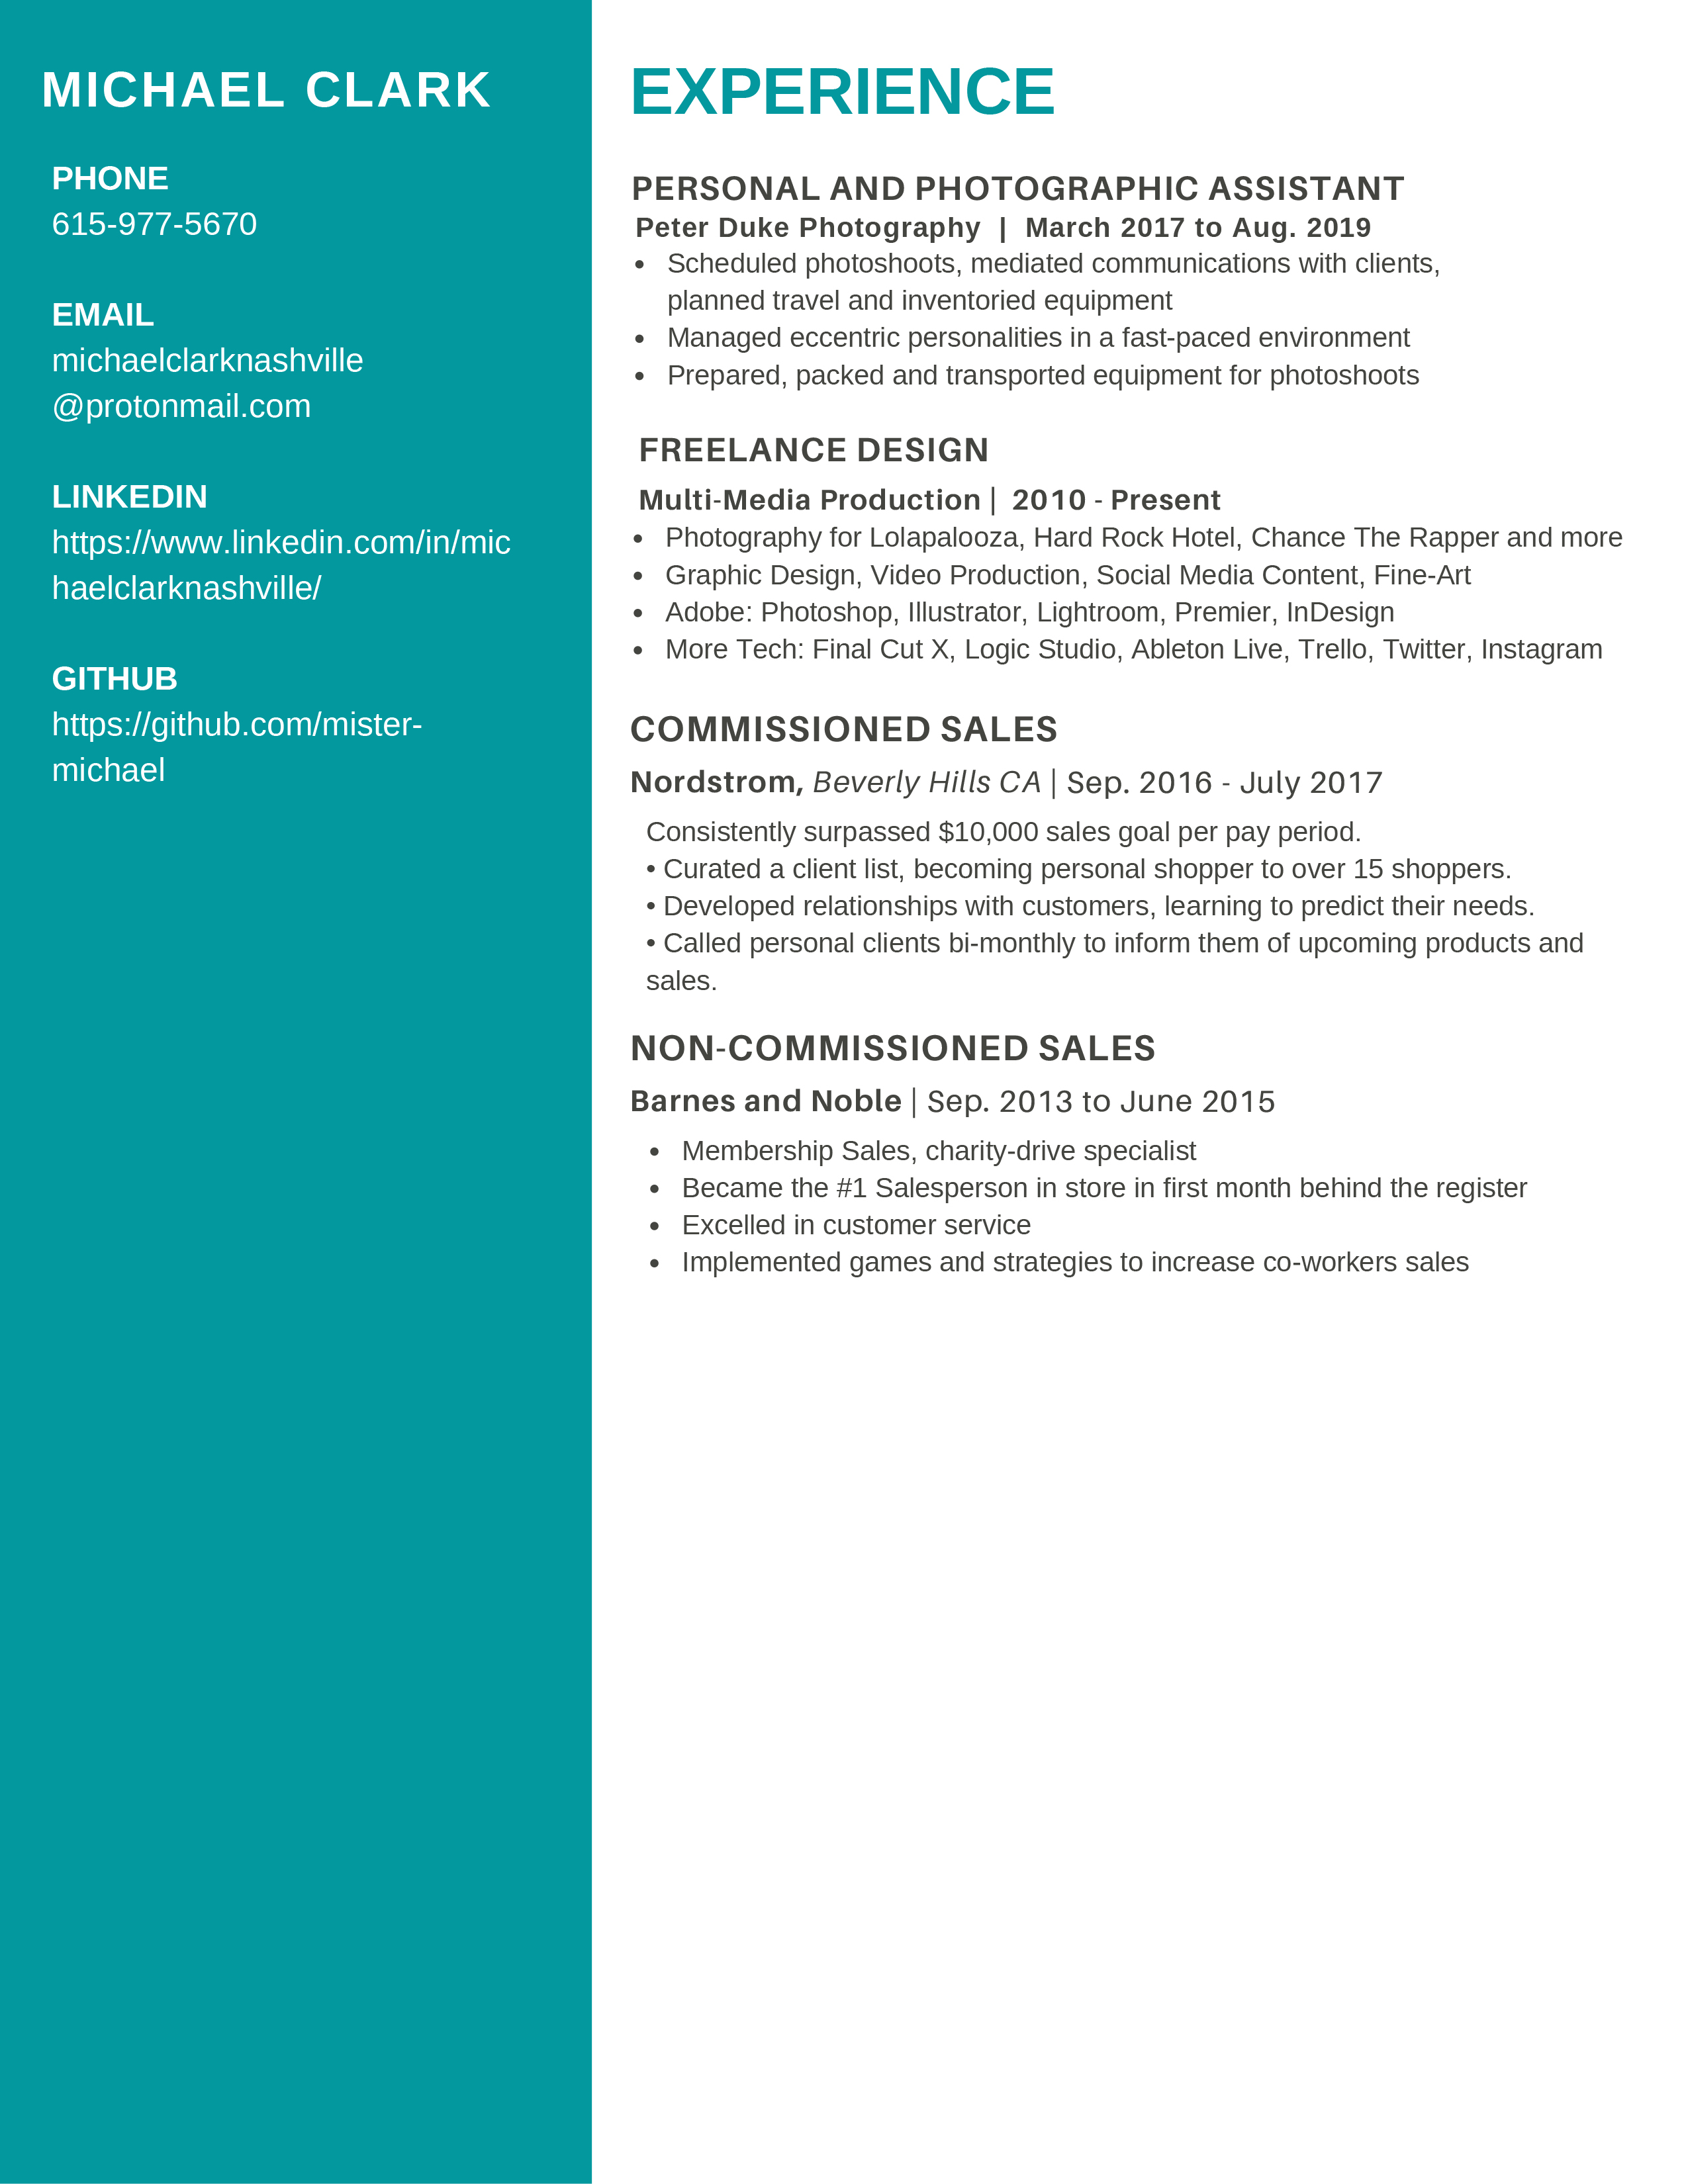 MICHAEL CLARK
PHONE
615-977-5670
EMAIL
michaelclarknashville
@protonmail.com
LINKEDIN
https://www.linkedin.com/in/mic
haelclarknashville/
GITHUB
https://github.com/mister-
michael
EXPERIENCE
PERSONAL AND PHOTOGRAPHIC ASSISTANT
Peter Duke Photography | March 2017 to Aug. 2019
• Scheduled photoshoots, mediated communications with clients,
planned travel and inventoried equipment
• Managed eccentric personalities in a fast-paced environment
• Prepared, packed and transported equipment for photoshoots
FREELANCE DESIGN
Multi-Media Production | 2010 - Present
• Photography for Lolapalooza, Hard Rock Hotel, Chance The Rapper and more
• Graphic Design, Video Production, Social Media Content, Fine-Art
• Adobe: Photoshop, Illustrator, Lightroom, Premier, InDesign
• More Tech: Final Cut X, Logic Studio, Ableton Live, Trello, Twitter, Instagram
COMMISSIONED SALES
Nordstrom, Beverly Hills CA | Sep. 2016 - July 2017
Consistently surpassed $10,000 sales goal per pay period.
• Curated a client list, becoming personal shopper to over 15 shoppers.
• Developed relationships with customers, learning to predict their needs.
• Called personal clients bi-monthly to inform them of upcoming products and
sales.
NON-COMMISSIONED SALES
Barnes and Noble | Sep. 2013 to June 2015
• Membership Sales, charity-drive specialist
• Became the #1 Salesperson in store in first month behind the register
• Excelled in customer service
• Implemented games and strategies to increase co-workers sales